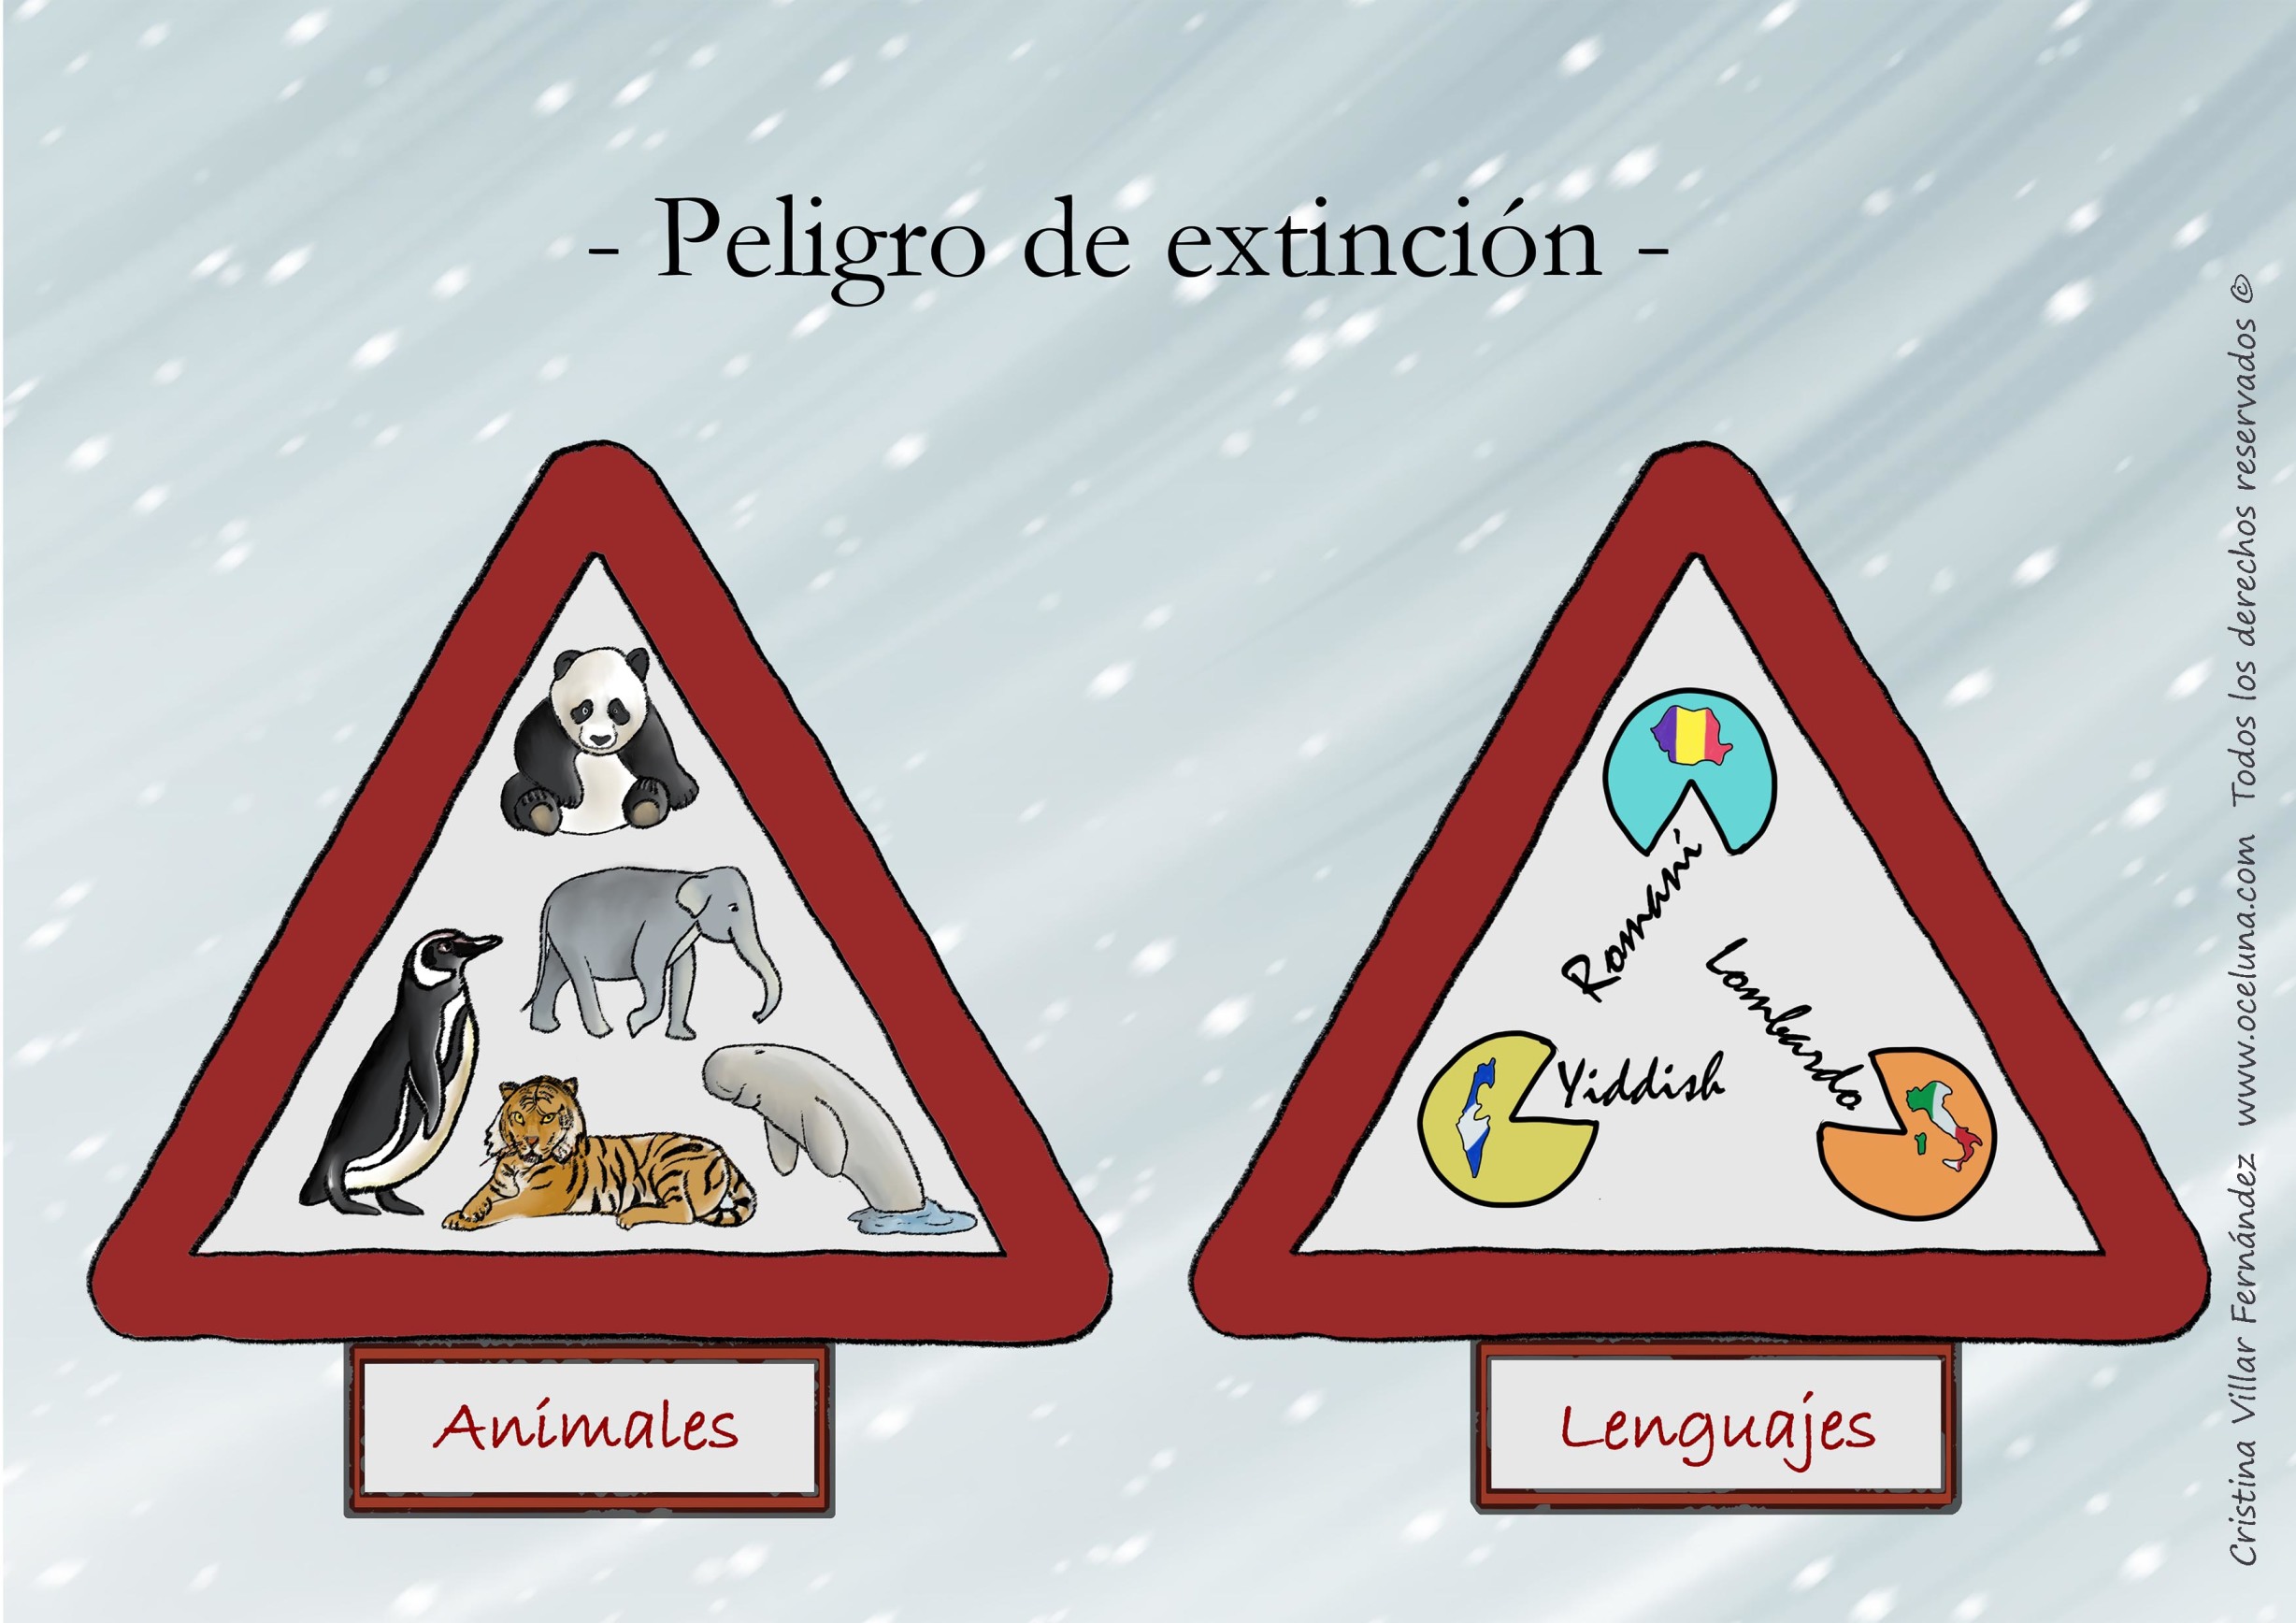 - Peligro de extinción -
Romaní
Lombardo
Yiddish
Animales
Lenguajes
Cristina Villar Fernández www.oceluna.com Todos los derechos reservados ©